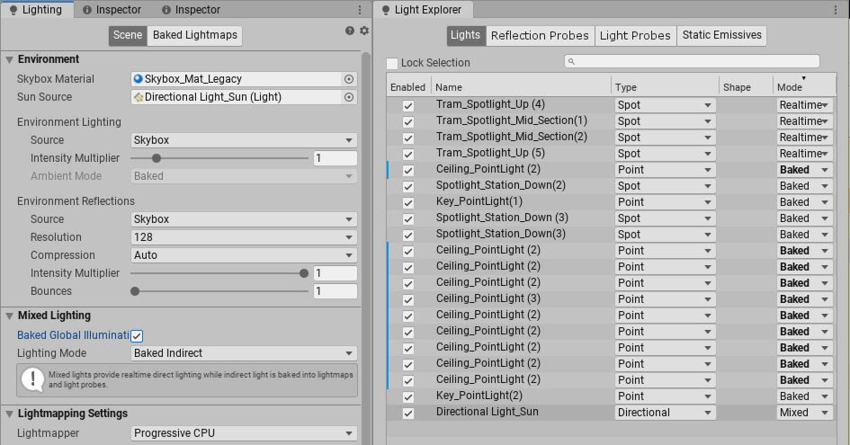 Lighting
Inspector
Inspector
Scene
Baked Lightmaps
Environment
Skybox Material
Skybox_Mat_Legacy
Sun Source
Directional Light_Sun (Light)
Environment Lighting
Source
Skybox
Intensity Multiplier
1
Ambient Mode
Baked
Environment Reflections
Source
Skybox
Resolution
128
Compression
Auto
Intensity Multiplier
1
Bounces
1
Mixed Lighting
Baked Global Illuminati
Lighting Mode
Baked Indirect
Mixed lights provide realtime direct lighting while indirect light is baked into lightmaps
and light probes.
Lightmapping Settings
Lightmapper
Progressive CPU
Light Explorer
Lights
Reflection Probes
Light Probes
Static Emissives
Lock Selection
Enabled Name Type Shape Mode
Tram_Spotlight_Up (4) Spot Realtime
Tram_Spotlight_Mid_Section(1) Spot Realtime
Tram_Spotlight_Mid_Section(2) Spot Realtime
Tram_Spotlight_Up (5) Spot Realtime
Ceiling_PointLight (2) Point Baked
Spotlight_Station_Down(2) Spot Baked
Key_PointLight(1) Point Baked
Spotlight_Station_Down (3) Spot Baked
Spotlight_Station_Down(3) Spot Baked
Ceiling_PointLight (2) Point Baked
Ceiling_PointLight (2) Point Baked
Ceiling_PointLight (2) Point Baked
Ceiling_PointLight (3) Point Baked
Ceiling_PointLight (2) Point Baked
Ceiling_PointLight (2) Point Baked
Ceiling_PointLight (2) Point Baked
Ceiling_PointLight (2) Point Baked
Ceiling_PointLight (2) Point Baked
Key_PointLight(2) Point Baked
Directional Light_Sun Directional Mixed